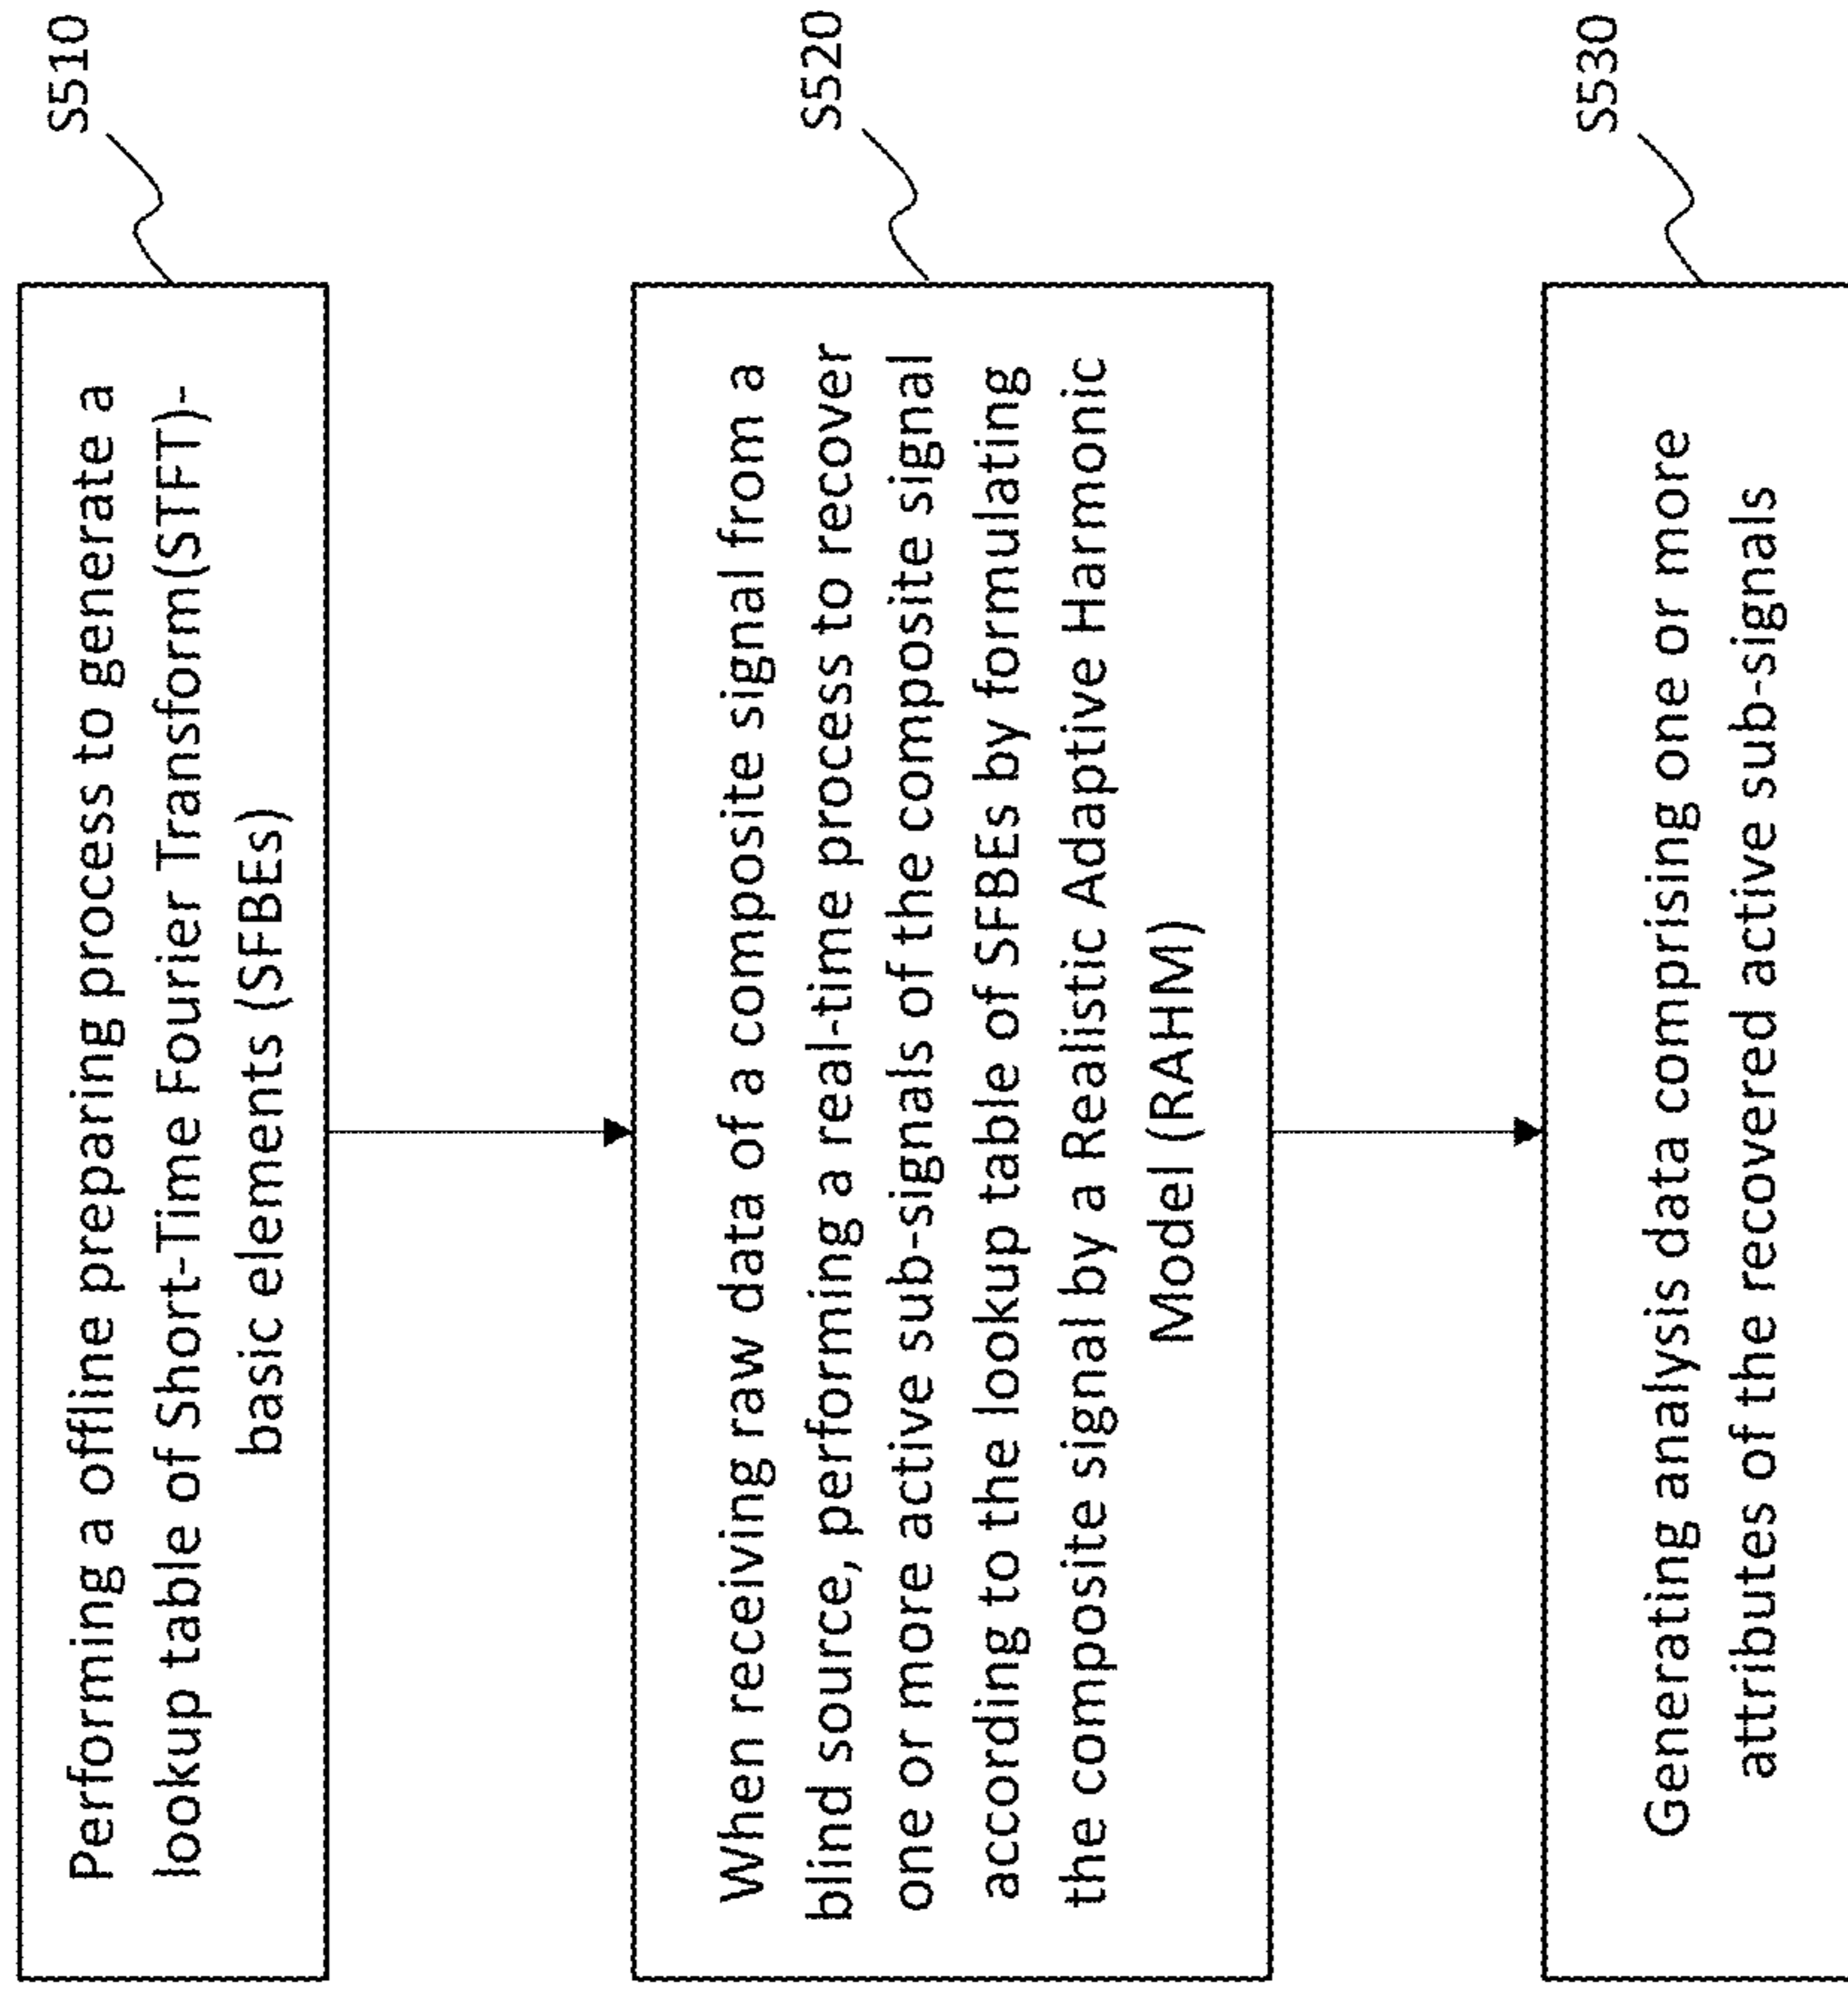 S510
Performing a offline preparing process to generate a
lookup table of Short-Time Fourier Transform(STFT)-
basic elements (SFBEs)
S520
When receiving raw data of a composite signal from a
blind source, performing a real-time process to recover
one or more active sub-signals of the composite signal
according to the lookup table of SFBEs by formulating
the composite signal by a Realistic Adaptive Harmonic
Model (RAHM)
S530
Generating analysis data comprising one or more
attributes of the recovered active sub-signals